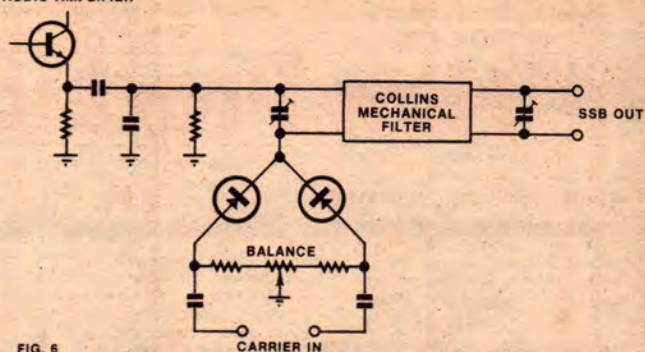 COLLINS
MECHANICAL
FILTER
SSB OUT
BALANCE
FIG. 6
CARRIER IN